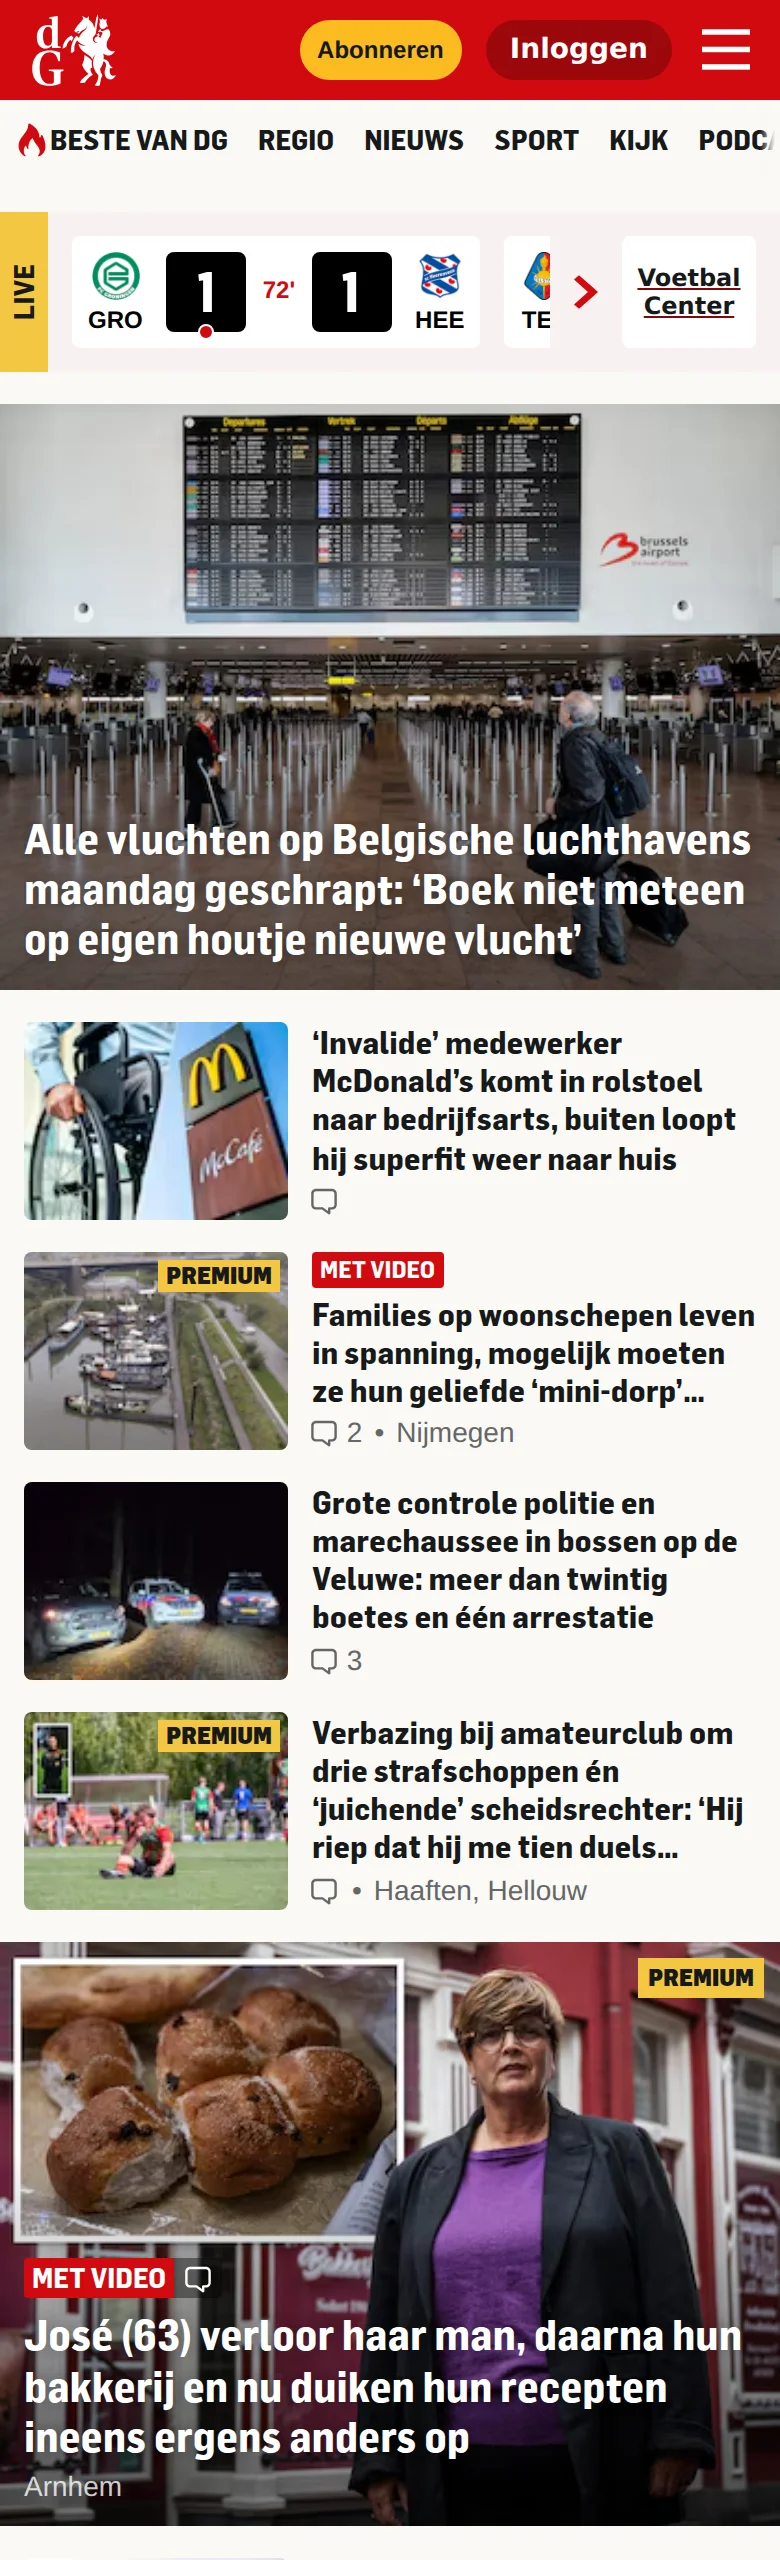 dG
Abonneren
Inloggen
BESTE VAN DG REGIO NIEUWS SPORT KIJK PODCA
LIVE
GRO
1
72'
1
HEE
TE
Voetbal
Center
Departures Vertrek Départs Abflüge
brussels
airport
Alle vluchten op Belgische luchthavens
maandag geschrapt: ‘Boek niet meteen
op eigen houtje nieuwe vlucht’
McCafé
‘Invalide’ medewerker
McDonald’s komt in rolstoel
naar bedrijfsarts, buiten loopt
hij superfit weer naar huis
PREMIUM
MET VIDEO
Families op woonschepen leven
in spanning, mogelijk moeten
ze hun geliefde ‘mini-dorp’...
2 • Nijmegen
Grote controle politie en
marechaussee in bossen op de
Veluwe: meer dan twintig
boetes en één arrestatie
3
PREMIUM
Verbazing bij amateurclub om
drie strafschoppen én
‘juichende’ scheidsrechter: ‘Hij
riep dat hij me tien duels...
• Haaften, Hellouw
PREMIUM
MET VIDEO
José (63) verloor haar man, daarna hun
bakkerij en nu duiken hun recepten
ineens ergens anders op
Arnhem